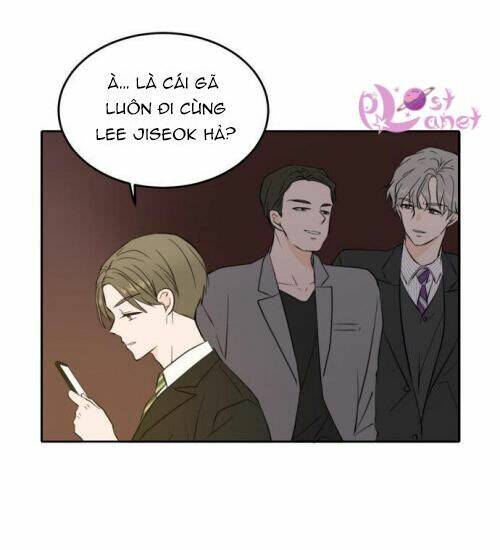 À... LÀ CÁI GÃ
LUÔN ĐI CÙNG
LEE JISEOK HẢ?
Lost
Planet